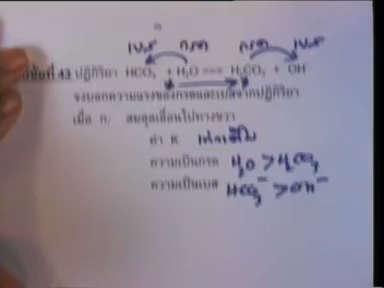 เบส กรด กรด เบส
ปฏิกิริยา HCO₃ + H₂O === H₂CO₃ + OH
จงบอกความแรงของกรดและเบสจากปฏิกิริยา
เมื่อ ก. สมดุลเลื่อนไปทางขวา
ค่า K
ความเป็นกรด H₂O > H₂CO₃
ความเป็นเบส HCO₃⁻ > OH⁻